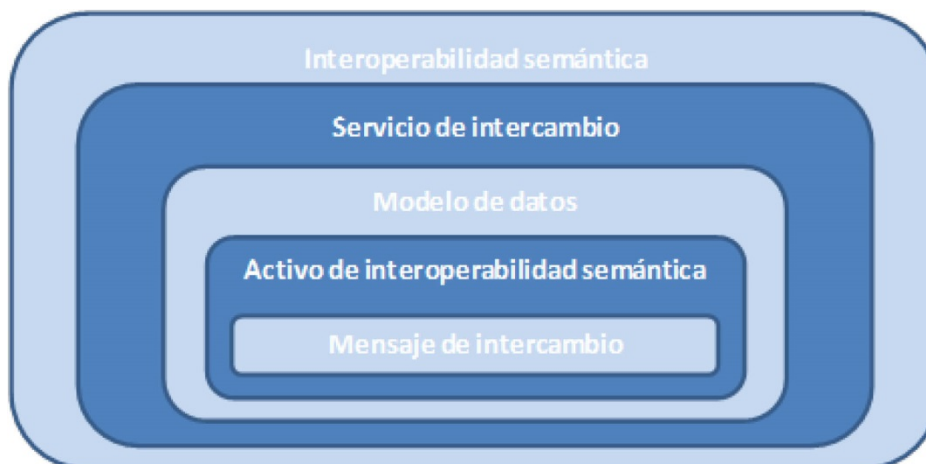 Interoperabilidad semántica
Servicio de intercambio
Modelo de datos
Activo de interoperabilidad semántica
Mensaje de intercambio